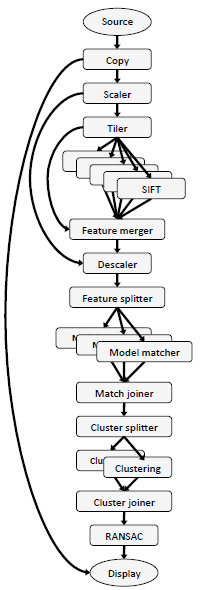 Source
Copy
Scaler
Tiler
SIFT
Feature merger
Descaler
Feature splitter
Model matcher
Match joiner
Cluster splitter
Clustering
Cluster joiner
RANSAC
Display